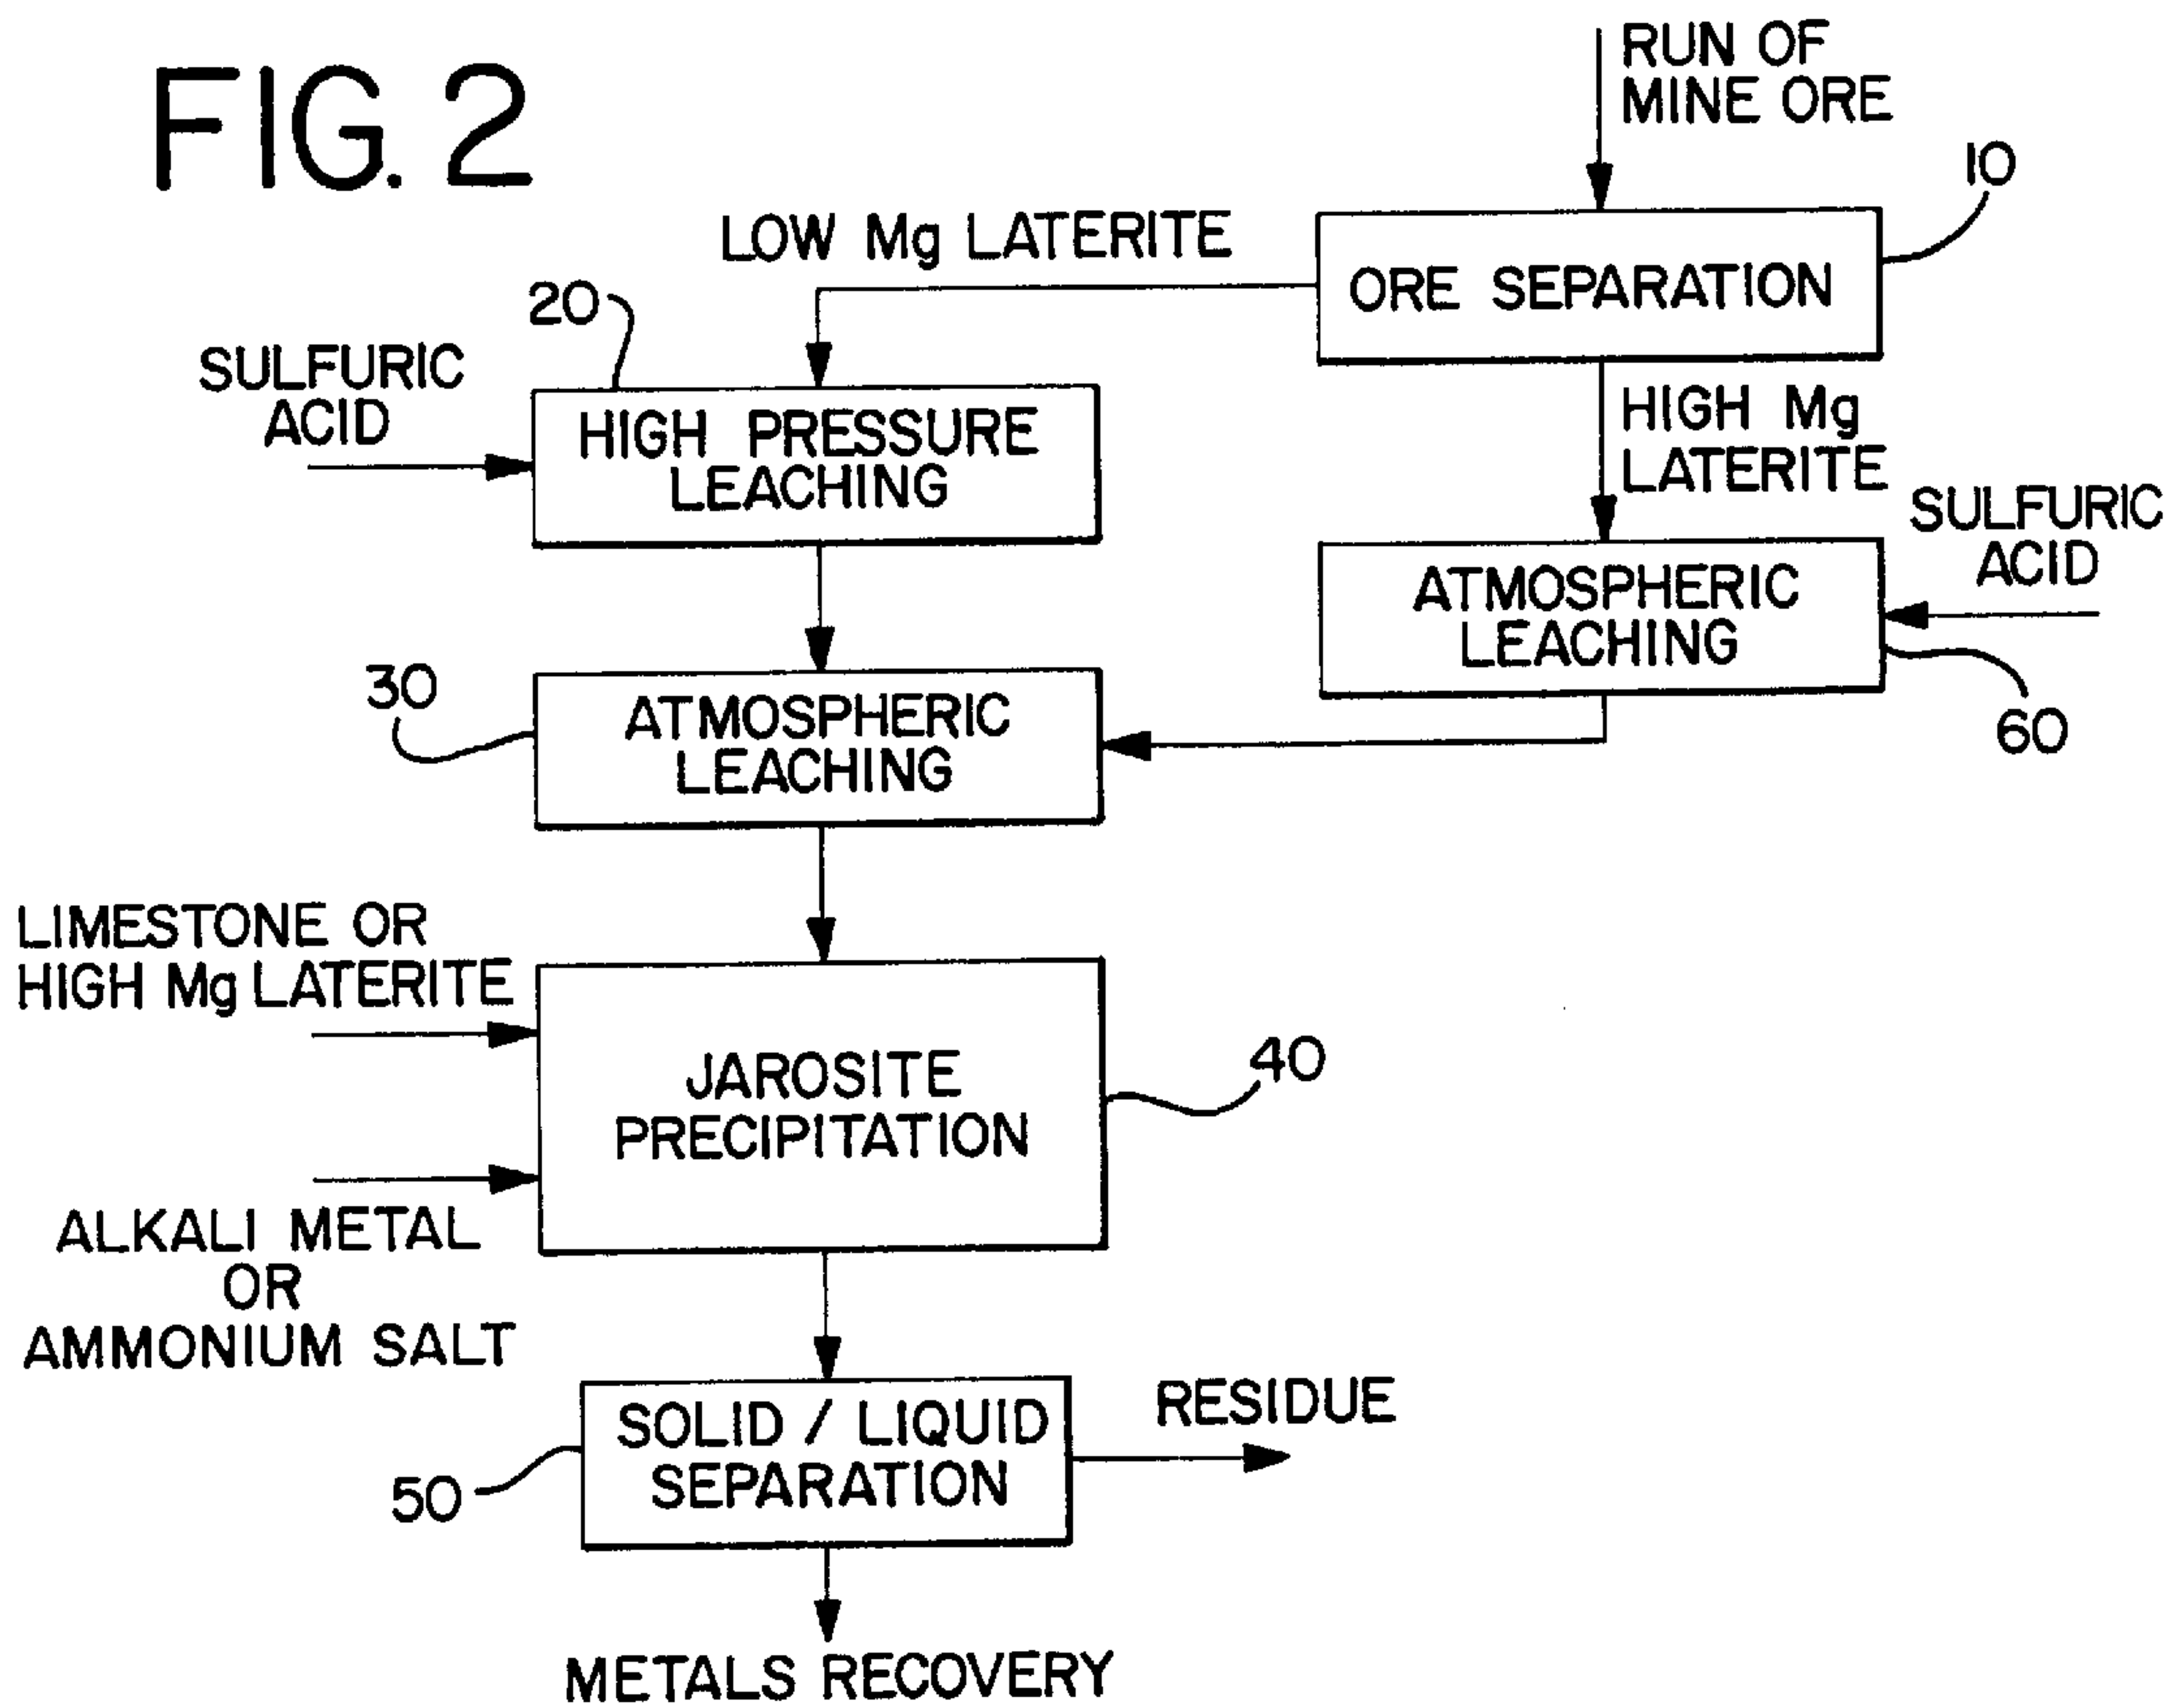 FIG. 2
RUN OF
MINE ORE
10
LOW Mg LATERITE
ORE SEPARATION
20
SULFURIC
ACID
HIGH PRESSURE
LEACHING
HIGH Mg
LATERITE
SULFURIC
ACID
ATMOSPHERIC
LEACHING
60
30
ATMOSPHERIC
LEACHING
LIMESTONE OR
HIGH Mg LATERITE
JAROSITE
PRECIPITATION
40
ALKALI METAL
OR
AMMONIUM SALT
SOLID / LIQUID
SEPARATION
RESIDUE
50
METALS RECOVERY